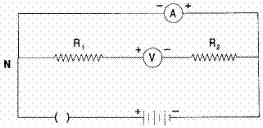 − A +
R1 + V − R2
N
( ) + −